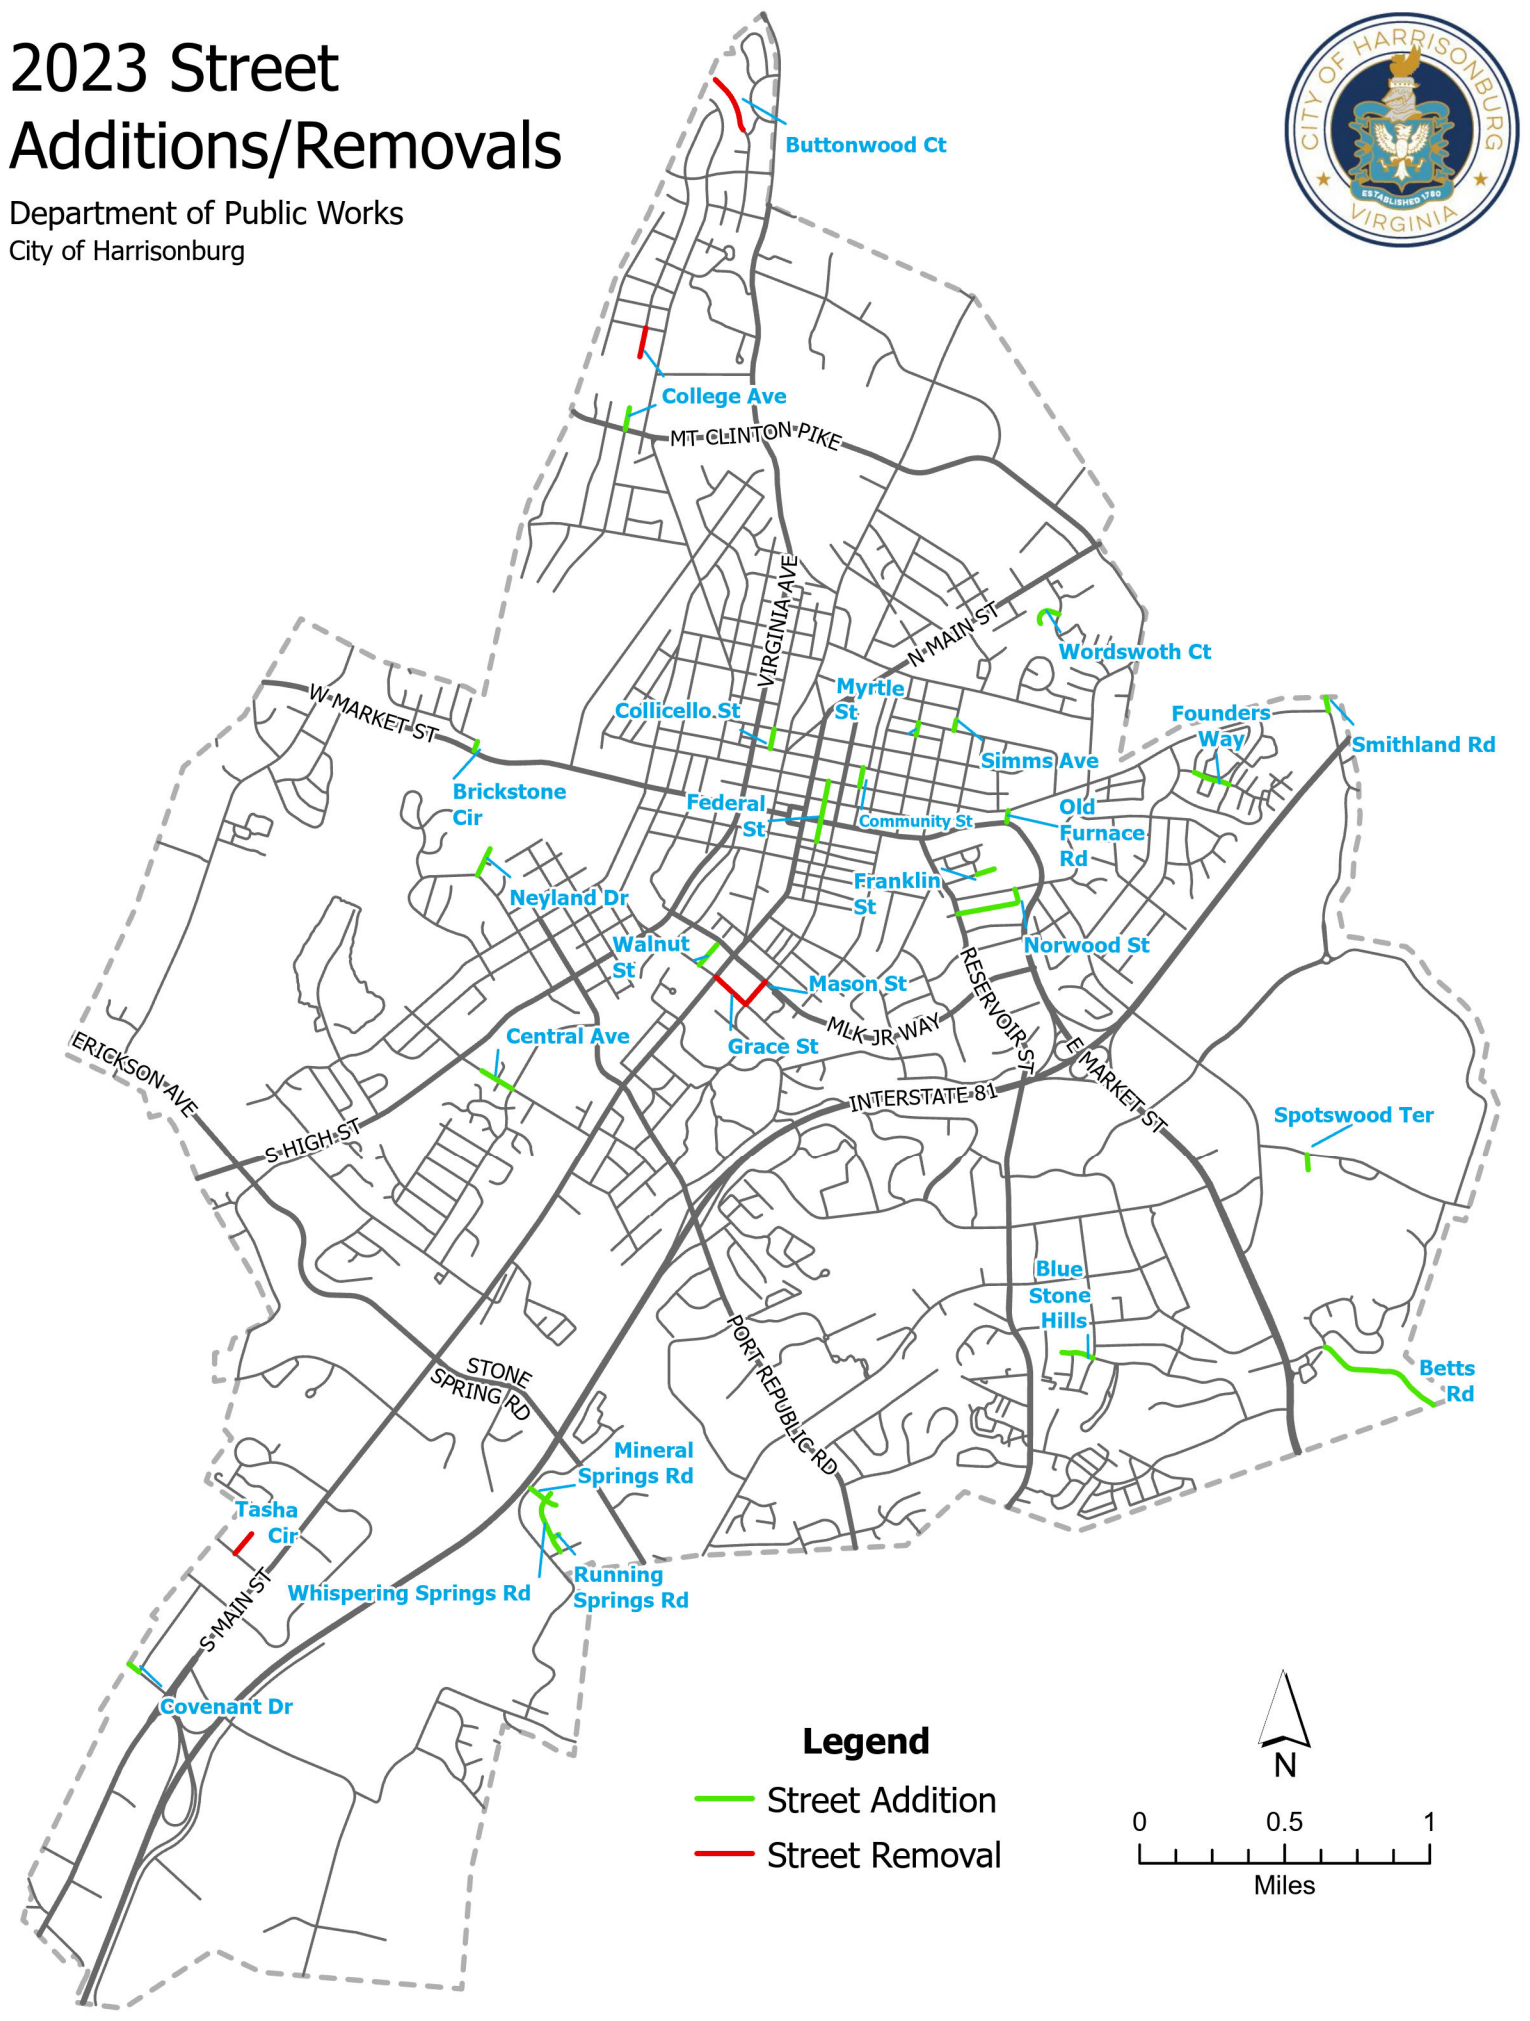 2023 Street
Additions/Removals
Department of Public Works
City of Harrisonburg
CITY OF HARRISONBURG
ESTABLISHED 1780
VIRGINIA
Buttonwood Ct
College Ave
MT CLINTON PIKE
VIRGINIA AVE
N MAIN ST
Wordswoth Ct
W MARKET ST
Collicello St
Myrtle
St
Simms Ave
Founders
Way
Smithland Rd
Brickstone
Cir
Federal
St
Community St
Old
Furnace
Rd
Neyland Dr
Franklin
St
Walnut
St
Norwood St
Mason St
RESERVOIR ST
MLK JR WAY
Grace St
Central Ave
ERICKSON AVE
E MARKET ST
INTERSTATE 81
S HIGH ST
Spotswood Ter
Blue
Stone
Hills
PORT REPUBLIC RD
STONE
SPRING RD
Betts
Rd
Mineral
Springs Rd
Tasha
Cir
Whispering Springs Rd
Running
Springs Rd
S MAIN ST
Covenant Dr
Legend
Street Addition
Street Removal
N
0 0.5 1
Miles